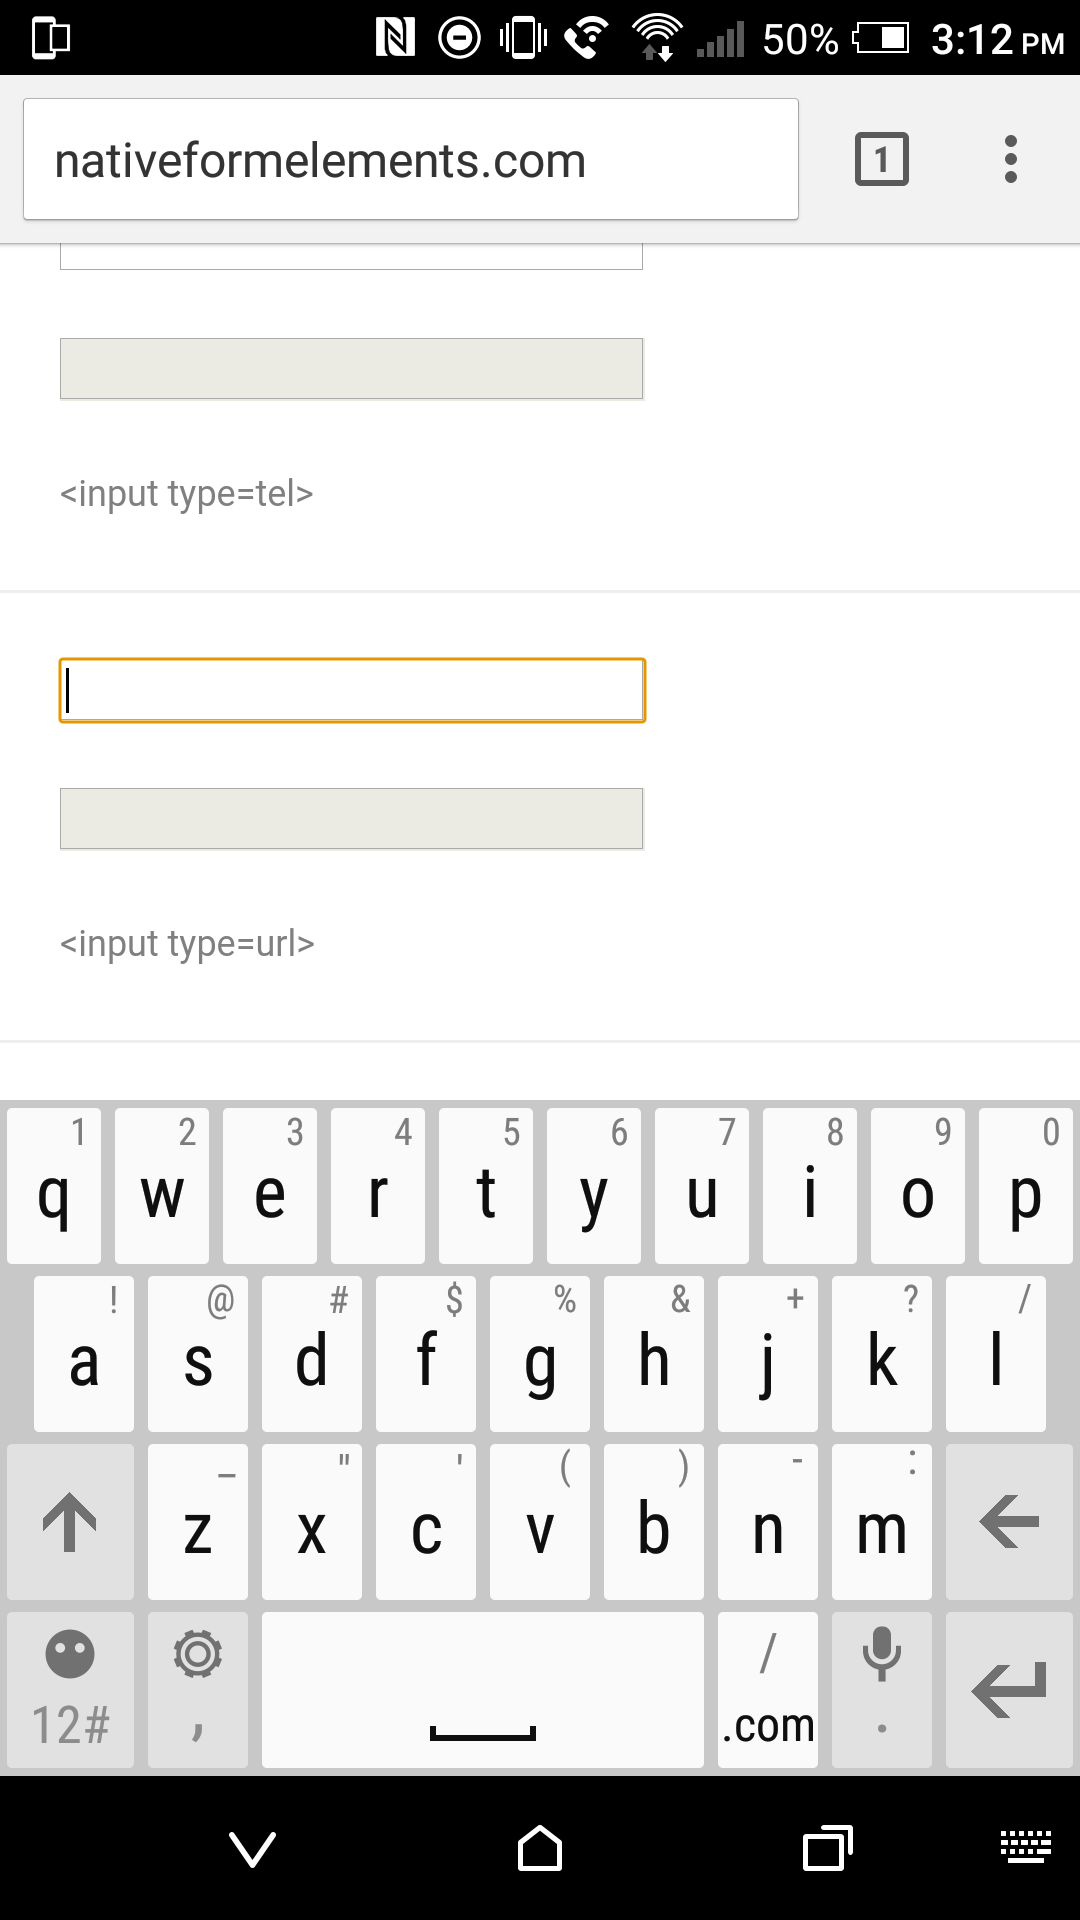 50% 3:12 PM
nativeformelements.com 1
<input type=tel>
<input type=url>
1 2 3 4 5 6 7 8 9 0
q w e r t y u i o p
! @ # $ % & + ? /
a s d f g h j k l
_ " ' ( ) - :
z x c v b n m
/
12# , .com .